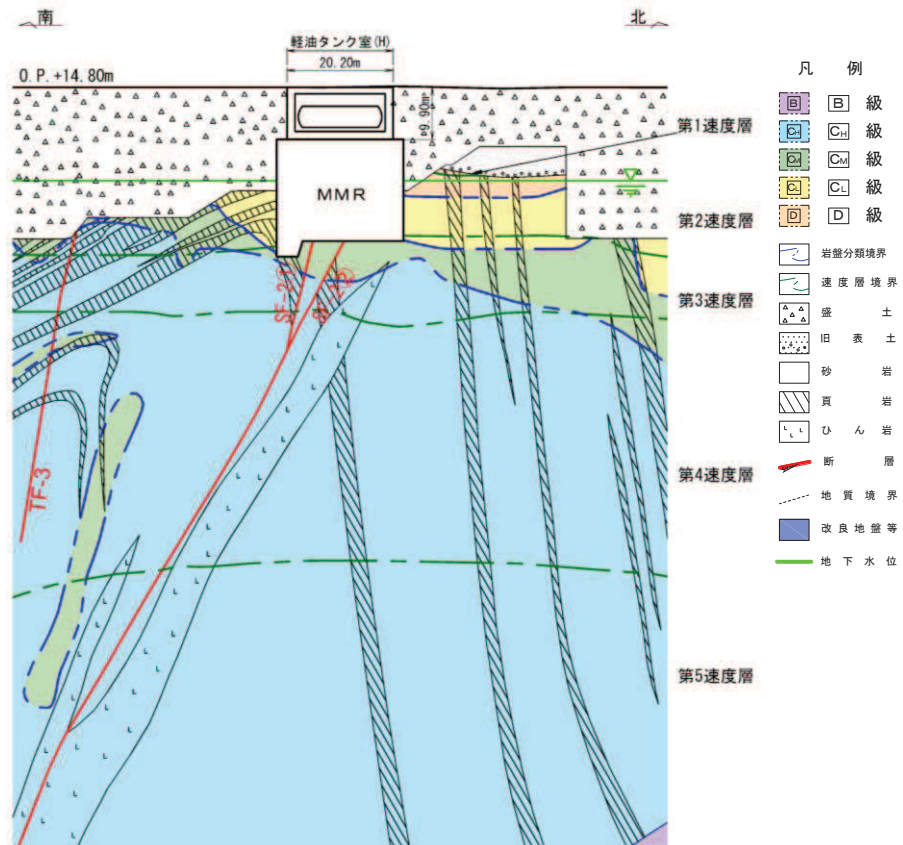 南
北
軽油タンク室(H)
20.20m
O.P.+14.80m
9.90m
MMR
SF-2①
SF-2②
TF-3
第1速度層
第2速度層
第3速度層
第4速度層
第5速度層
凡 例
B B 級
CH CH 級
CM CM 級
CL CL 級
D D 級
岩盤分類境界
速度層境界
盛土
旧表土
砂岩
頁岩
ひん岩
断層
地質境界
改良地盤等
地下水位